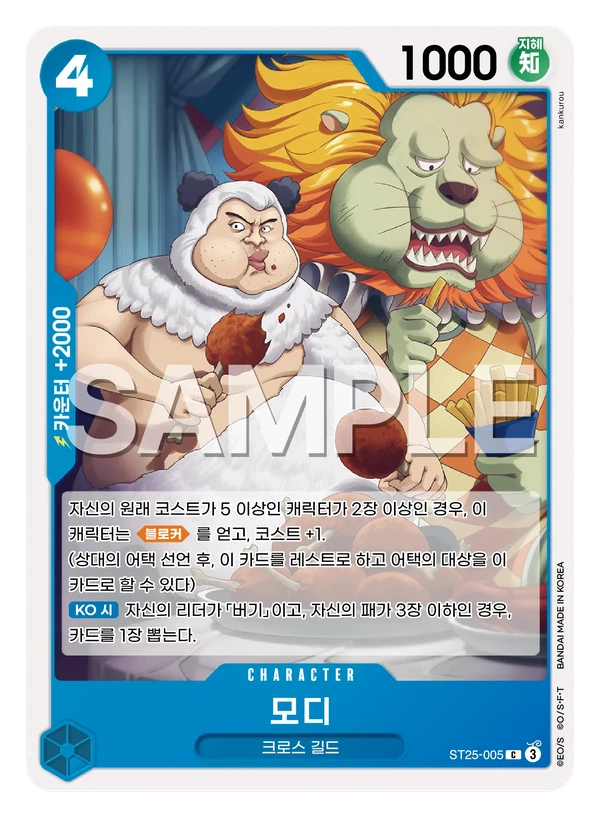 4
1000
지혜
知
kankurou
⚡카운터 +2000
SAMPLE
자신의 원래 코스트가 5 이상인 캐릭터가 2장 이상인 경우, 이
캐릭터는 블로커 를 얻고, 코스트 +1.
(상대의 어택 선언 후, 이 카드를 레스트로 하고 어택의 대상을 이
카드로 할 수 있다)
KO 시 자신의 리더가 「버기」이고, 자신의 패가 3장 이하인 경우,
카드를 1장 뽑는다.
CHARACTER
모디
크로스 길드
ST25-005 C 3
©EO/S ©O/S·F·T BANDAI MADE IN KOREA